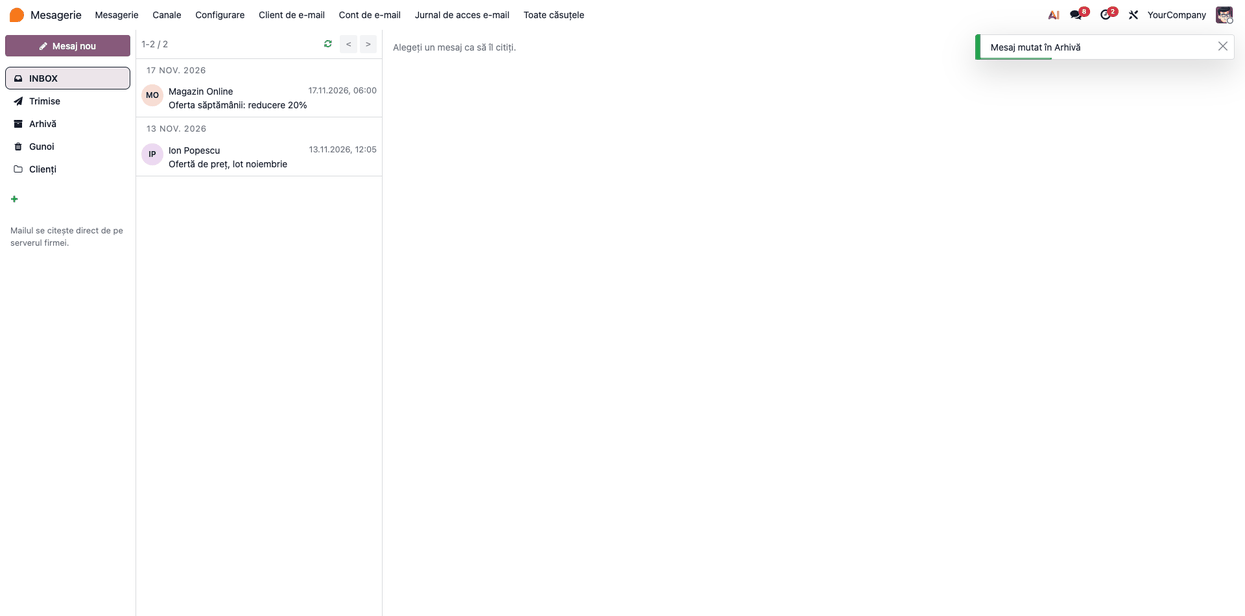 Mesagerie
Mesagerie
Canale
Configurare
Client de e-mail
Cont de e-mail
Jurnal de acces e-mail
Toate căsuțele
AI
8
2
YourCompany
Mesaj nou
INBOX
Trimise
Arhivă
Gunoi
Clienți
+
Mailul se citește direct de pe
serverul firmei.
1-2 / 2
<
>
17 NOV. 2026
MO
Magazin Online
17.11.2026, 06:00
Oferta săptămânii: reducere 20%
13 NOV. 2026
IP
Ion Popescu
13.11.2026, 12:05
Ofertă de preț, lot noiembrie
Alegeți un mesaj ca să îl citiți.
Mesaj mutat în Arhivă